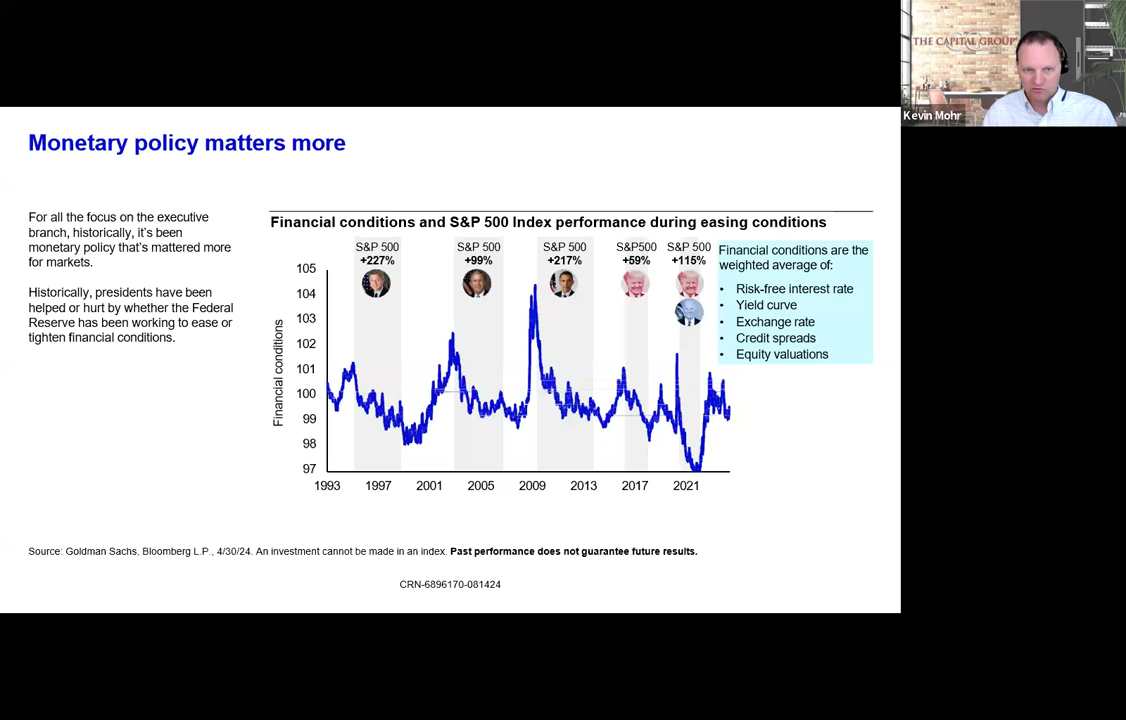 THE CAPITAL GROUP
Kevin Mohr
Monetary policy matters more
For all the focus on the executive
branch, historically, it's been
monetary policy that's mattered more
for markets.
Historically, presidents have been
helped or hurt by whether the Federal
Reserve has been working to ease or
tighten financial conditions.
Financial conditions and S&P 500 Index performance during easing conditions
S&P 500 S&P 500 S&P 500 S&P500 S&P 500
+227% +99% +217% +59% +115%
Financial conditions
105
104
103
102
101
100
99
98
97
1993 1997 2001 2005 2009 2013 2017 2021
Financial conditions are the
weighted average of:
• Risk-free interest rate
• Yield curve
• Exchange rate
• Credit spreads
• Equity valuations
Source: Goldman Sachs, Bloomberg L.P., 4/30/24. An investment cannot be made in an index. Past performance does not guarantee future results.
CRN-6896170-081424